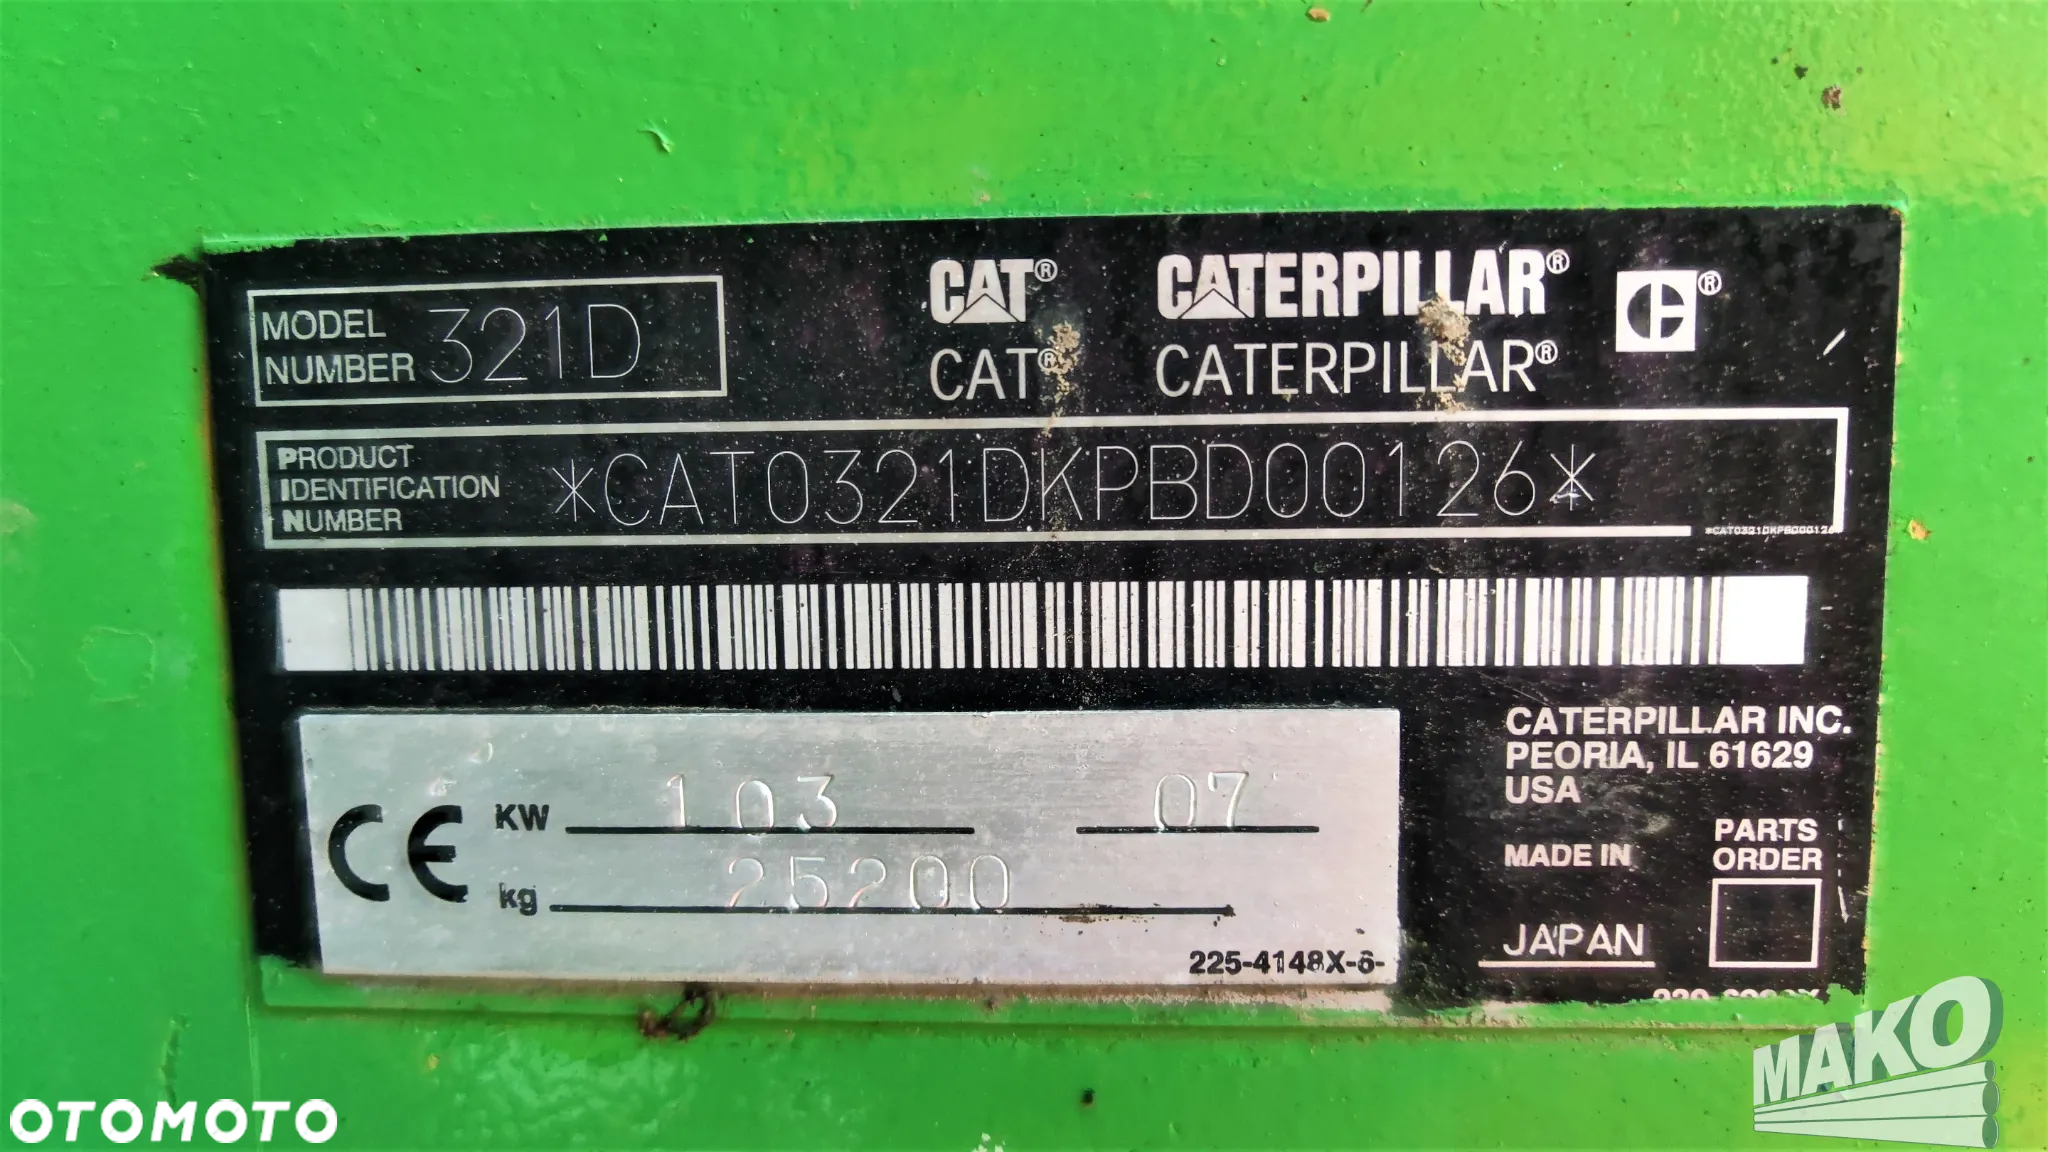 MODEL
NUMBER 321D
CAT® CATERPILLAR® ®
CAT® CATERPILLAR®
PRODUCT
IDENTIFICATION
NUMBER
*CAT0321DKPBD00126*
*CAT0321DKPBD00126*
CE
KW 103 07
kg 25200
225-4148X-6-
CATERPILLAR INC.
PEORIA, IL 61629
USA
MADE IN
JAPAN
PARTS
ORDER
OTOMOTO
MAKO